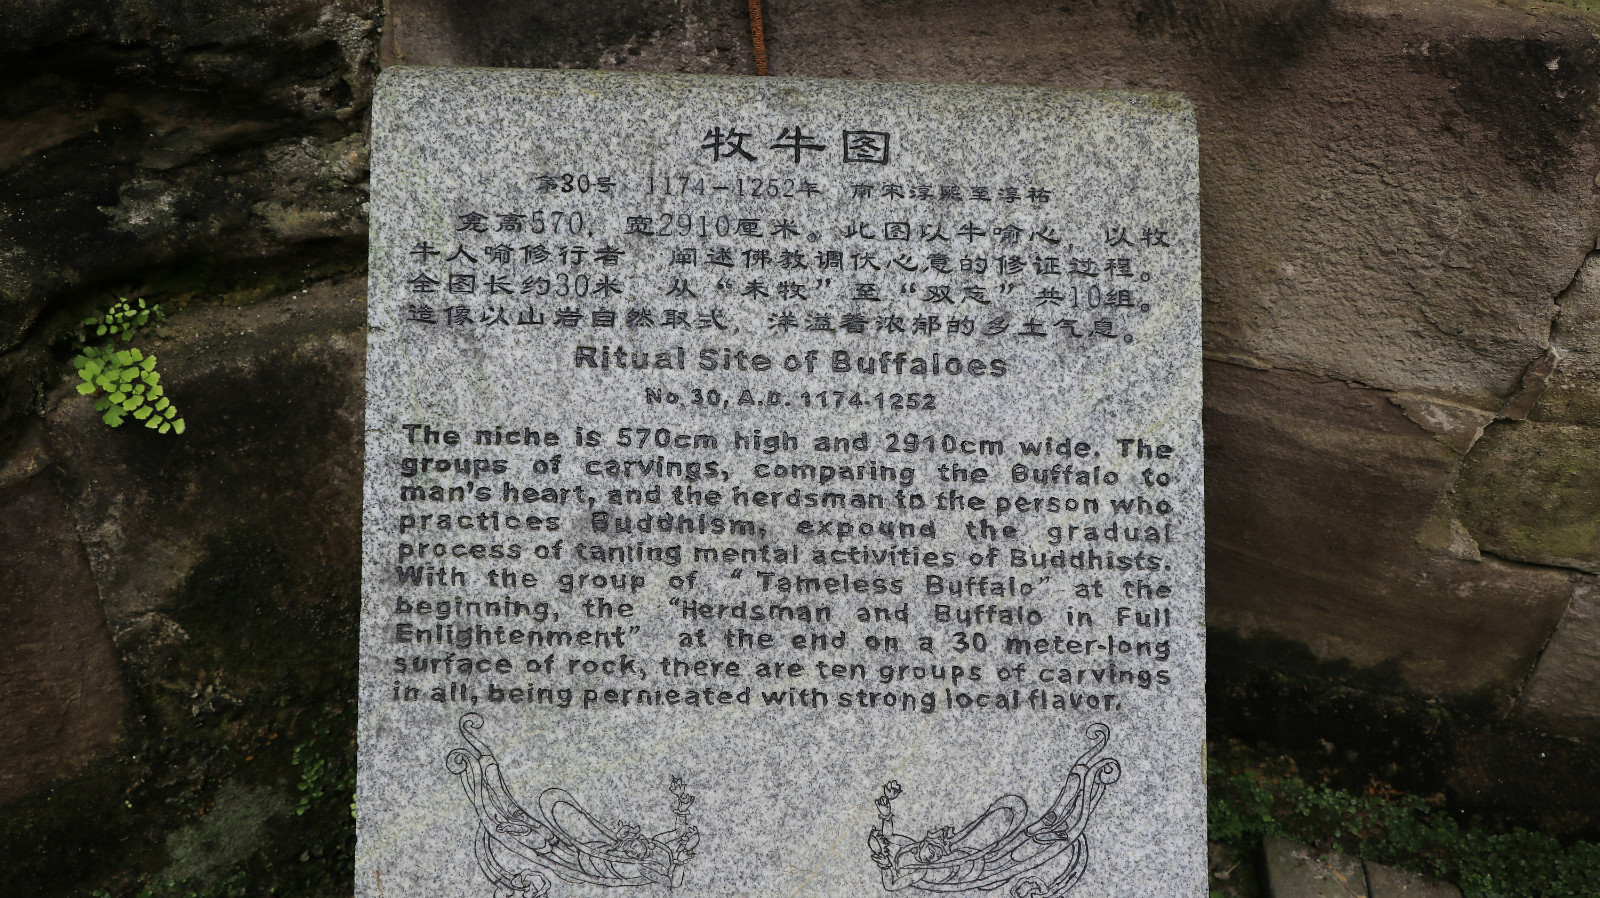 牧牛图
第30号 1174-1252年 南宋淳熙至淳祐
龛高570，宽2910厘米。此图以牛喻心，以牧
牛人喻修行者，阐述佛教调伏心意的修证过程。
全图长约30米，从“未牧”至“双忘”共10组。
造像以山岩自然取式，洋溢着浓郁的乡土气息。
Ritual Site of Buffaloes
No.30, A.D. 1174-1252
The niche is 570cm high and 2910cm wide. The
groups of carvings, comparing the Buffalo to
man's heart, and the herdsman to the person who
practices Buddhism, expound the gradual
process of tanling mental activities of Buddhists.
With the group of “Tameless Buffalo” at the
beginning, the “Herdsman and Buffalo in Full
Enlightenment” at the end on a 30 meter-long
surface of rock, there are ten groups of carvings
in all, being pernieated with strong local flavor.